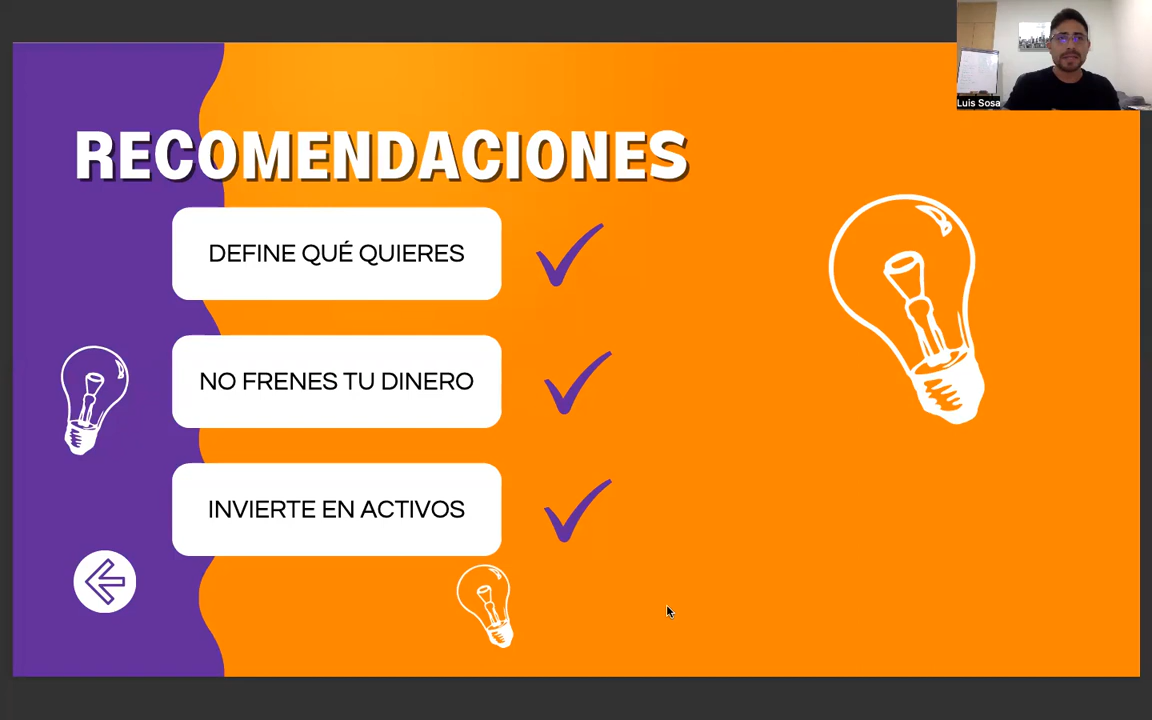 Luis Sosa
RECOMENDACIONES
DEFINE QUÉ QUIERES
NO FRENES TU DINERO
INVIERTE EN ACTIVOS